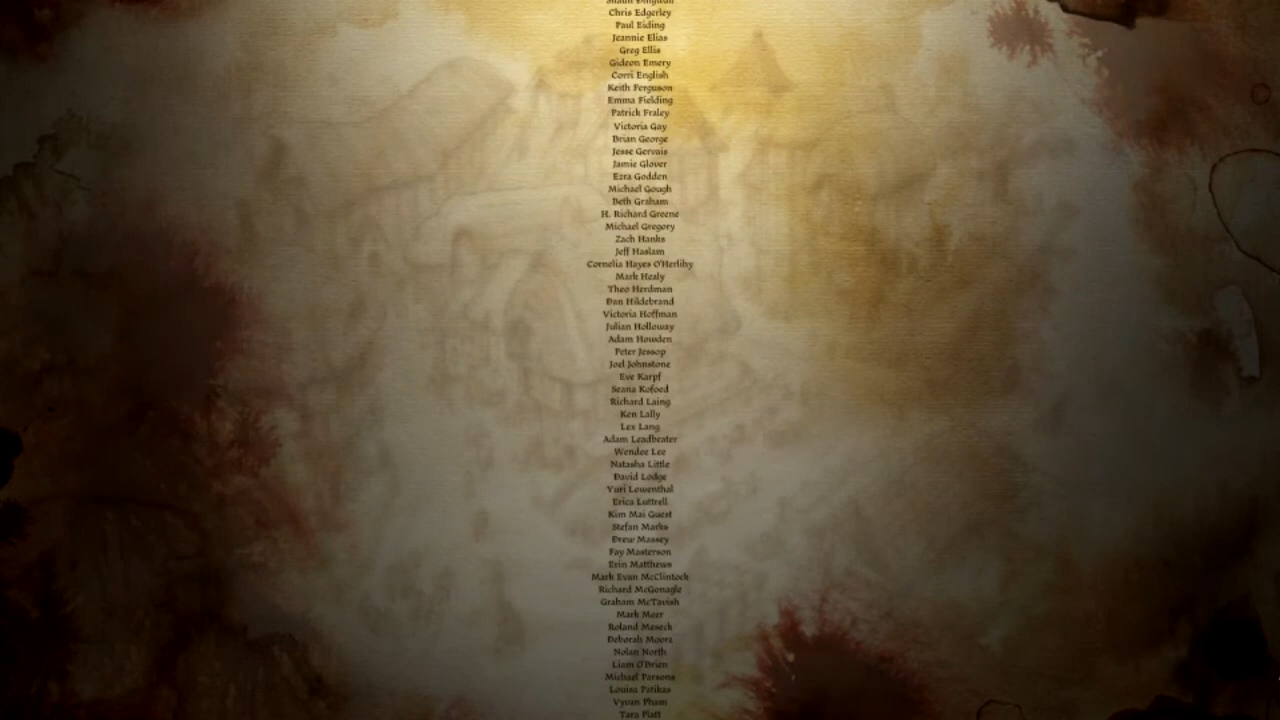 Chris Edgerley
Paul Eiding
Jeannie Elias
Greg Ellis
Gideon Emery
Corri English
Keith Ferguson
Emma Fielding
Patrick Fraley
Victoria Gay
Brian George
Jesse Gervais
Jamie Glover
Ezra Godden
Michael Gough
Beth Graham
H. Richard Greene
Michael Gregory
Zach Hanks
Jeff Haslam
Cornelia Hayes O'Herlihy
Mark Healy
Theo Herdman
Dan Hildebrand
Victoria Hoffman
Julian Holloway
Adam Howden
Peter Jessop
Joel Johnstone
Eve Karpf
Seana Kofoed
Richard Laing
Ken Lally
Lex Lang
Adam Leadbeater
Wendee Lee
Natasha Little
David Lodge
Yuri Lowenthal
Erica Luttrell
Kim Mai Guest
Stefan Marks
Drew Massey
Fay Masterson
Erin Matthews
Mark Evan McClintock
Richard McGonagle
Graham McTavish
Mark Meer
Roland Meseck
Deborah Moore
Nolan North
Liam O'Brien
Michael Parsons
Louisa Patikas
Vyvan Pham
Tara Platt